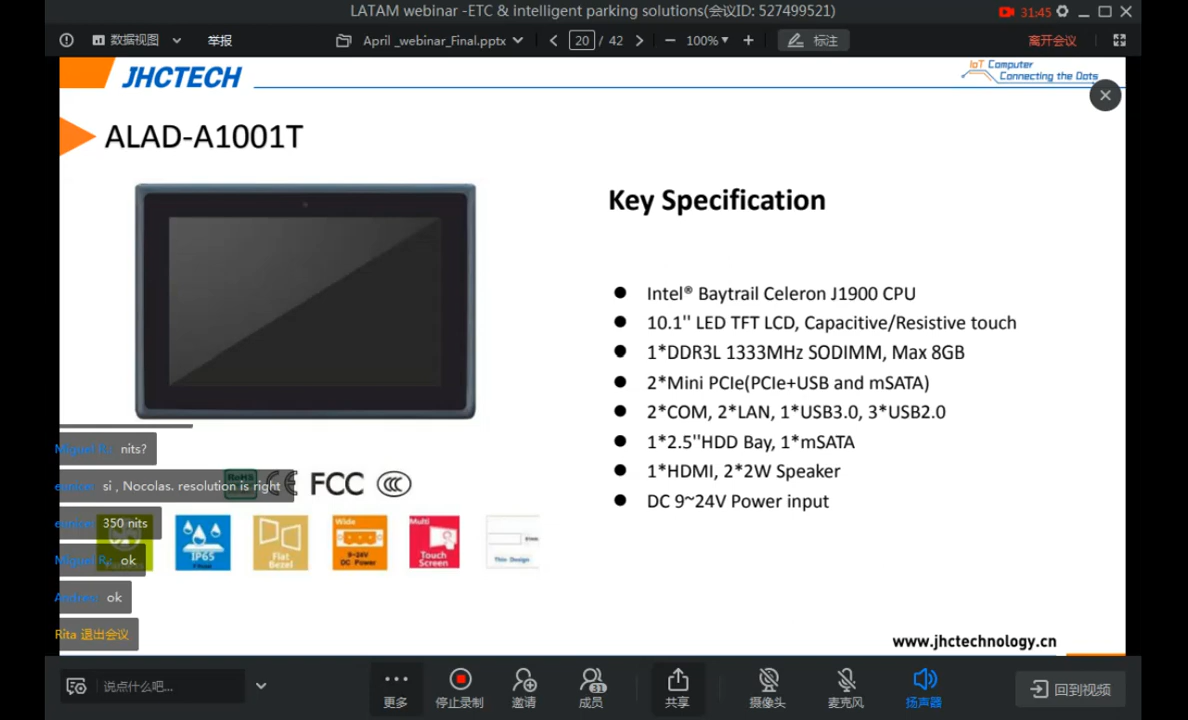 LATAM webinar -ETC & intelligent parking solutions(会议ID: 527499521)
31:45
数据视图
举报
April _webinar_Final.pptx
20 / 42
100%
标注
离开会议
JHCTECH
IoT Computer
Connecting the Dots
ALAD-A1001T
Key Specification
Intel® Baytrail Celeron J1900 CPU
10.1'' LED TFT LCD, Capacitive/Resistive touch
1*DDR3L 1333MHz SODIMM, Max 8GB
2*Mini PCIe(PCIe+USB and mSATA)
2*COM, 2*LAN, 1*USB3.0, 3*USB2.0
1*2.5''HDD Bay, 1*mSATA
1*HDMI, 2*2W Speaker
DC 9~24V Power input
nits?
si , Nocolas. resolution is right
RoHS
CE FCC CCC
350 nits
IP65
Flat
Bezel
Wide
9~24V
DC Power
Multi
Touch
Screen
Thin Design
ok
ok
Rita 退出会议
www.jhctechnology.cn
说点什么吧...
更多
停止录制
邀请
31
成员
共享
摄像头
麦克风
扬声器
回到视频